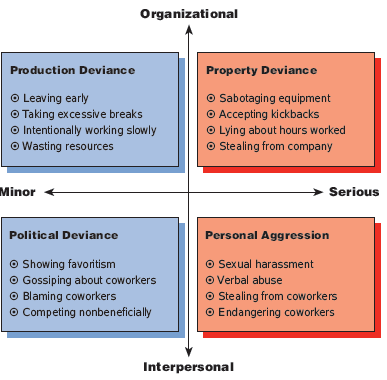 Organizational
Production Deviance
Leaving early
Taking excessive breaks
Intentionally working slowly
Wasting resources
Property Deviance
Sabotaging equipment
Accepting kickbacks
Lying about hours worked
Stealing from company
Minor
Serious
Political Deviance
Showing favoritism
Gossiping about coworkers
Blaming coworkers
Competing nonbeneficially
Personal Aggression
Sexual harassment
Verbal abuse
Stealing from coworkers
Endangering coworkers
Interpersonal